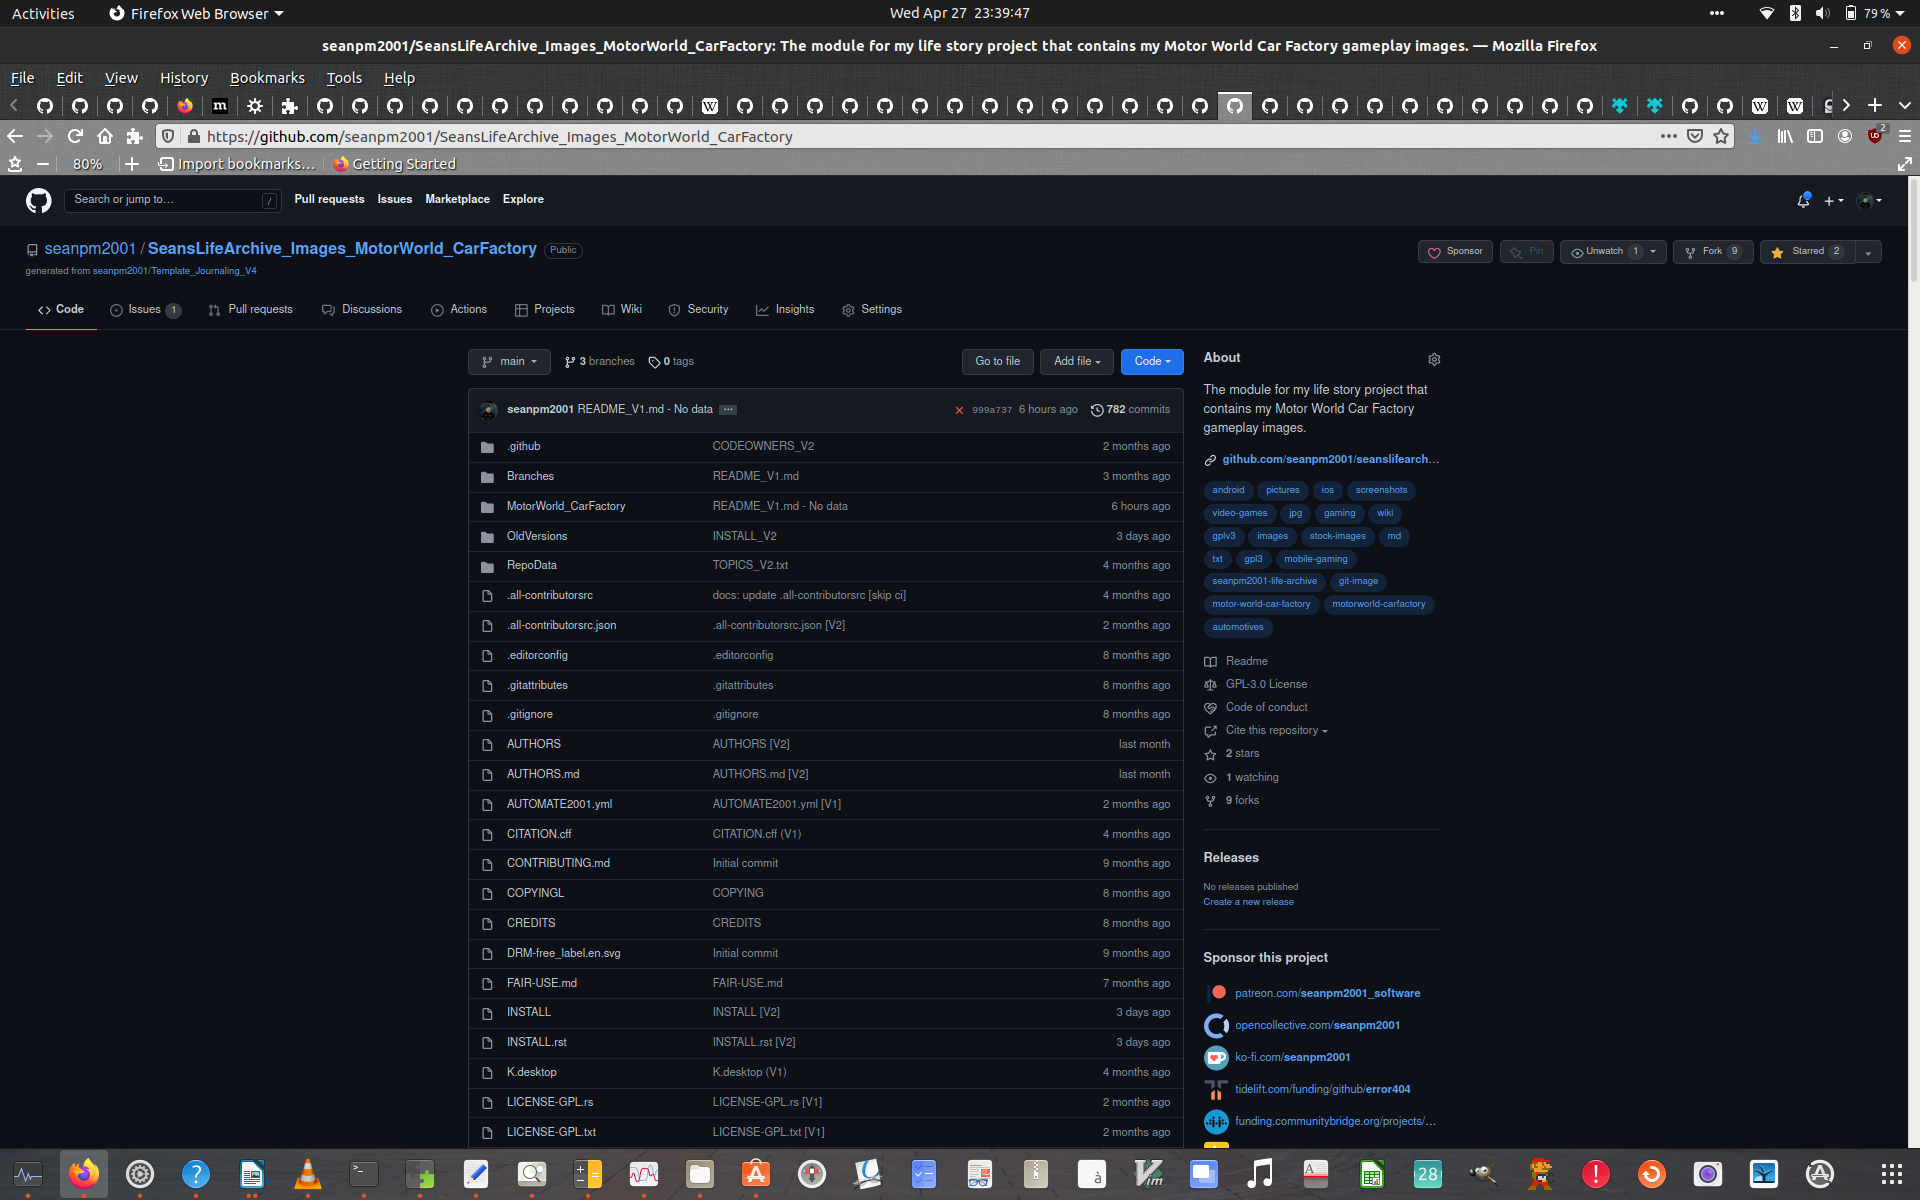 Activities Firefox Web Browser Wed Apr 27 23:39:47 79 %
seanpm2001/SeansLifeArchive_Images_MotorWorld_CarFactory: The module for my life story project that contains my Motor World Car Factory gameplay images. — Mozilla Firefox
File Edit View History Bookmarks Tools Help
https://github.com/seanpm2001/SeansLifeArchive_Images_MotorWorld_CarFactory 2
80% Import bookmarks... Getting Started
Search or jump to... / Pull requests Issues Marketplace Explore
seanpm2001 / SeansLifeArchive_Images_MotorWorld_CarFactory Public Sponsor Pin Unwatch 1 Fork 9 Starred 2
generated from seanpm2001/Template_Journaling_V4
Code Issues 1 Pull requests Discussions Actions Projects Wiki Security Insights Settings
main 3 branches 0 tags Go to file Add file Code
seanpm2001 README_V1.md - No data 999a737 6 hours ago 782 commits
.github CODEOWNERS_V2 2 months ago
Branches README_V1.md 3 months ago
MotorWorld_CarFactory README_V1.md - No data 6 hours ago
OldVersions INSTALL_V2 3 days ago
RepoData TOPICS_V2.txt 4 months ago
.all-contributorsrc docs: update .all-contributorsrc [skip ci] 4 months ago
.all-contributorsrc.json .all-contributorsrc.json [V2] 2 months ago
.editorconfig .editorconfig 8 months ago
.gitattributes .gitattributes 8 months ago
.gitignore .gitignore 8 months ago
AUTHORS AUTHORS [V2] last month
AUTHORS.md AUTHORS.md [V2] last month
AUTOMATE2001.yml AUTOMATE2001.yml [V1] 2 months ago
CITATION.cff CITATION.cff (V1) 4 months ago
CONTRIBUTING.md Initial commit 9 months ago
COPYINGL COPYING 8 months ago
CREDITS CREDITS 8 months ago
DRM-free_label.en.svg Initial commit 9 months ago
FAIR-USE.md FAIR-USE.md 7 months ago
INSTALL INSTALL [V2] 3 days ago
INSTALL.rst INSTALL.rst [V2] 3 days ago
K.desktop K.desktop (V1) 4 months ago
LICENSE-GPL.rs LICENSE-GPL.rs [V1] 2 months ago
LICENSE-GPL.txt LICENSE-GPL.txt [V1] 2 months ago
About
The module for my life story project that
contains my Motor World Car Factory
gameplay images.
github.com/seanpm2001/seanslifearch...
android pictures ios screenshots
video-games jpg gaming wiki
gplv3 images stock-images md
txt gpl3 mobile-gaming
seanpm2001-life-archive git-image
motor-world-car-factory motorworld-carfactory
automotives
Readme
GPL-3.0 License
Code of conduct
Cite this repository
2 stars
1 watching
9 forks
Releases
No releases published
Create a new release
Sponsor this project
patreon.com/seanpm2001_software
opencollective.com/seanpm2001
ko-fi.com/seanpm2001
tidelift.com/funding/github/error404
funding.communitybridge.org/projects/...
28